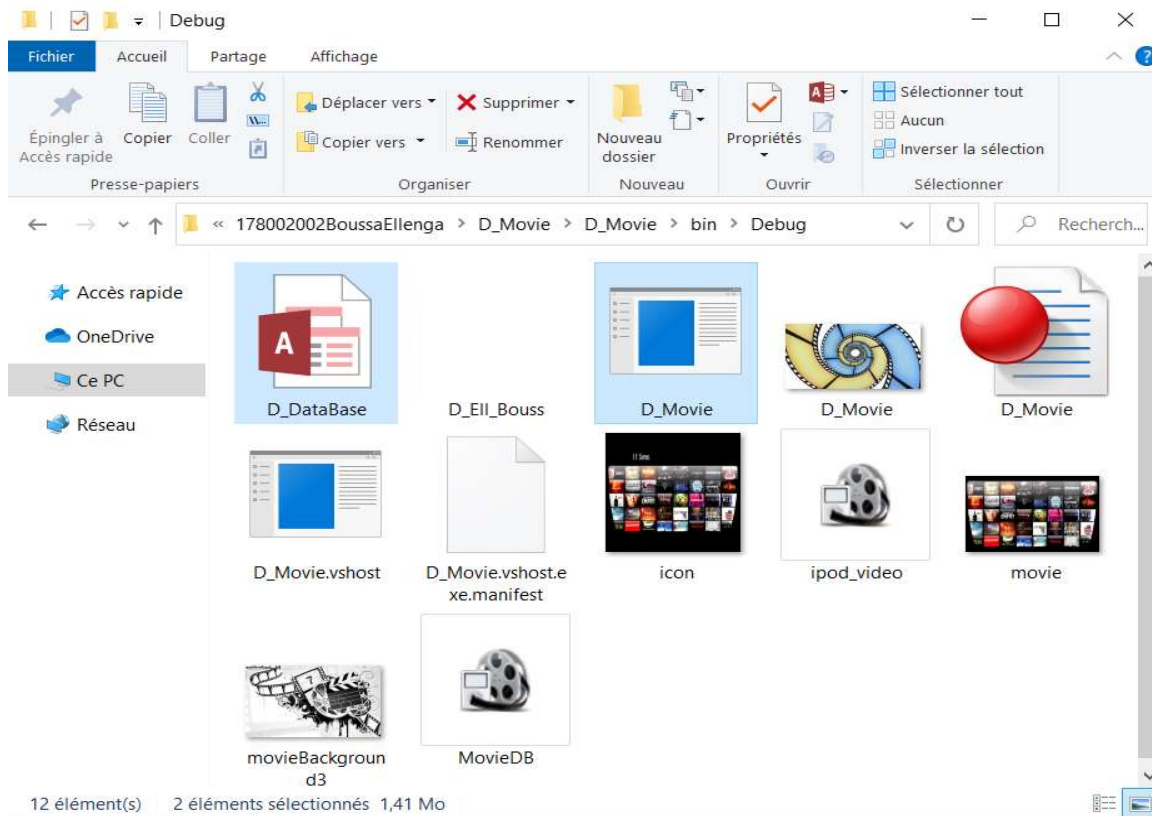 Debug
Fichier Accueil Partage Affichage
Épingler à Accès rapide
Copier
Coller
Déplacer vers
Copier vers
Supprimer
Renommer
Nouveau dossier
Propriétés
Sélectionner tout
Aucun
Inverser la sélection
Presse-papiers Organiser Nouveau Ouvrir Sélectionner
« 178002002BoussaEllenga > D_Movie > D_Movie > bin > Debug
Recherch...
Accès rapide
OneDrive
Ce PC
Réseau
D_DataBase
D_Ell_Bouss
D_Movie
D_Movie
D_Movie
D_Movie.vshost
D_Movie.vshost.e
xe.manifest
icon
ipod_video
movie
movieBackgroun
d3
MovieDB
12 élément(s) 2 éléments sélectionnés 1,41 Mo